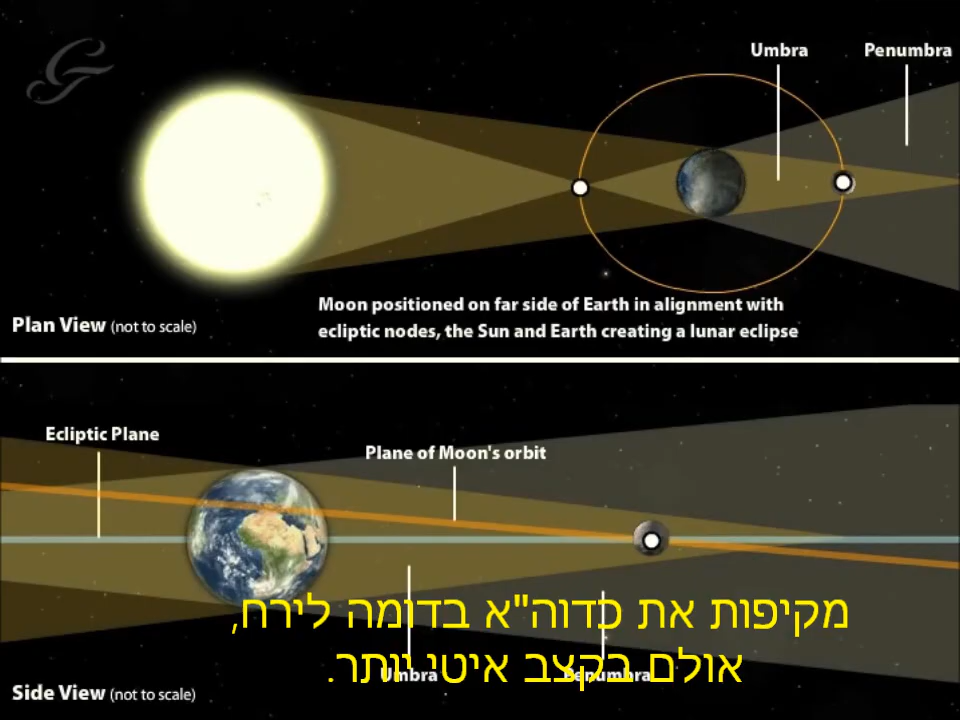 Umbra
Penumbra
Moon positioned on far side of Earth in alignment with
ecliptic nodes, the Sun and Earth creating a lunar eclipse
Plan View (not to scale)
Ecliptic Plane
Plane of Moon's orbit
מקיפות את כדוה"א בדומה לירח,
אולם בקצב איטי יותר.
Umbra
Penumbra
Side View (not to scale)